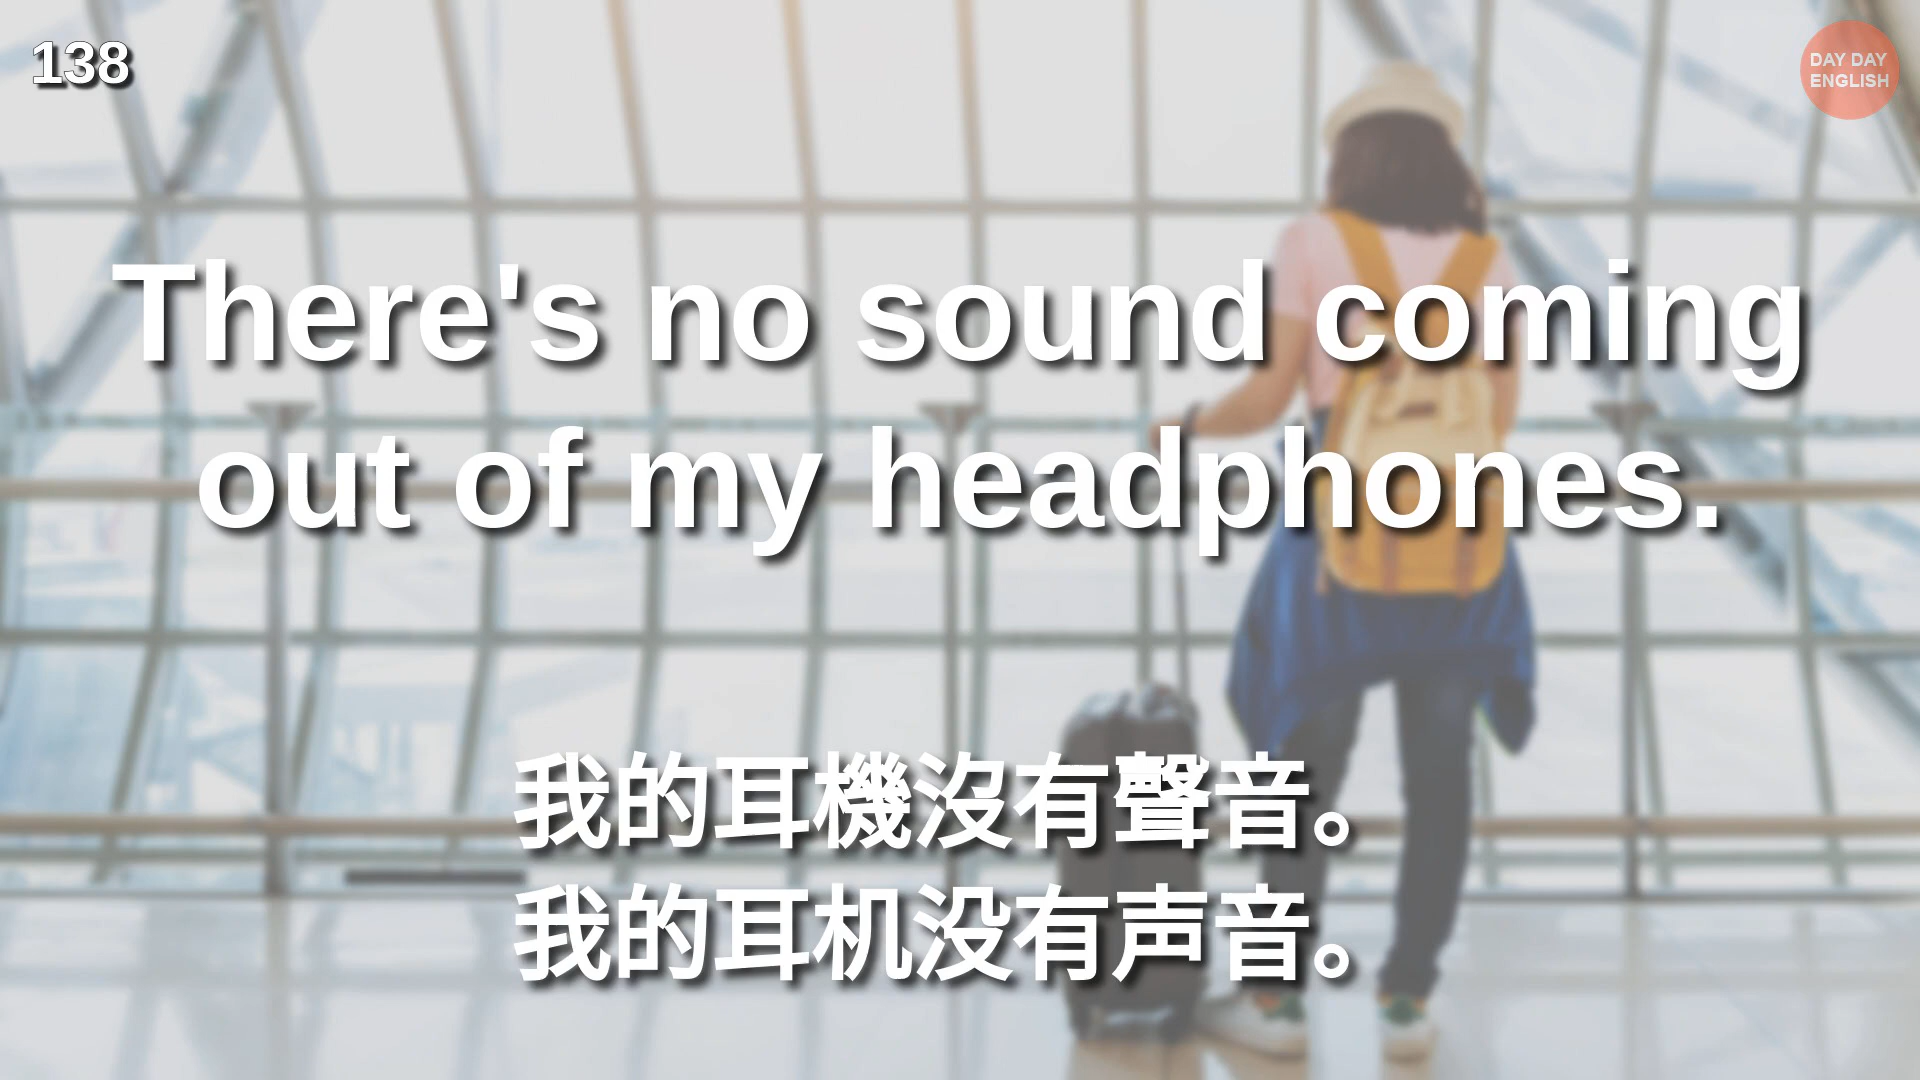 138
DAY DAY
ENGLISH
There's no sound coming
out of my headphones.
我的耳機沒有聲音。
我的耳机没有声音。